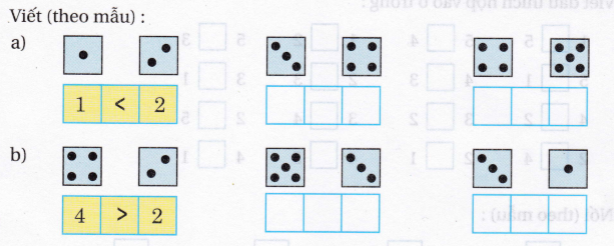 Viết (theo mẫu) :
a)
1 < 2
b)
4 > 2